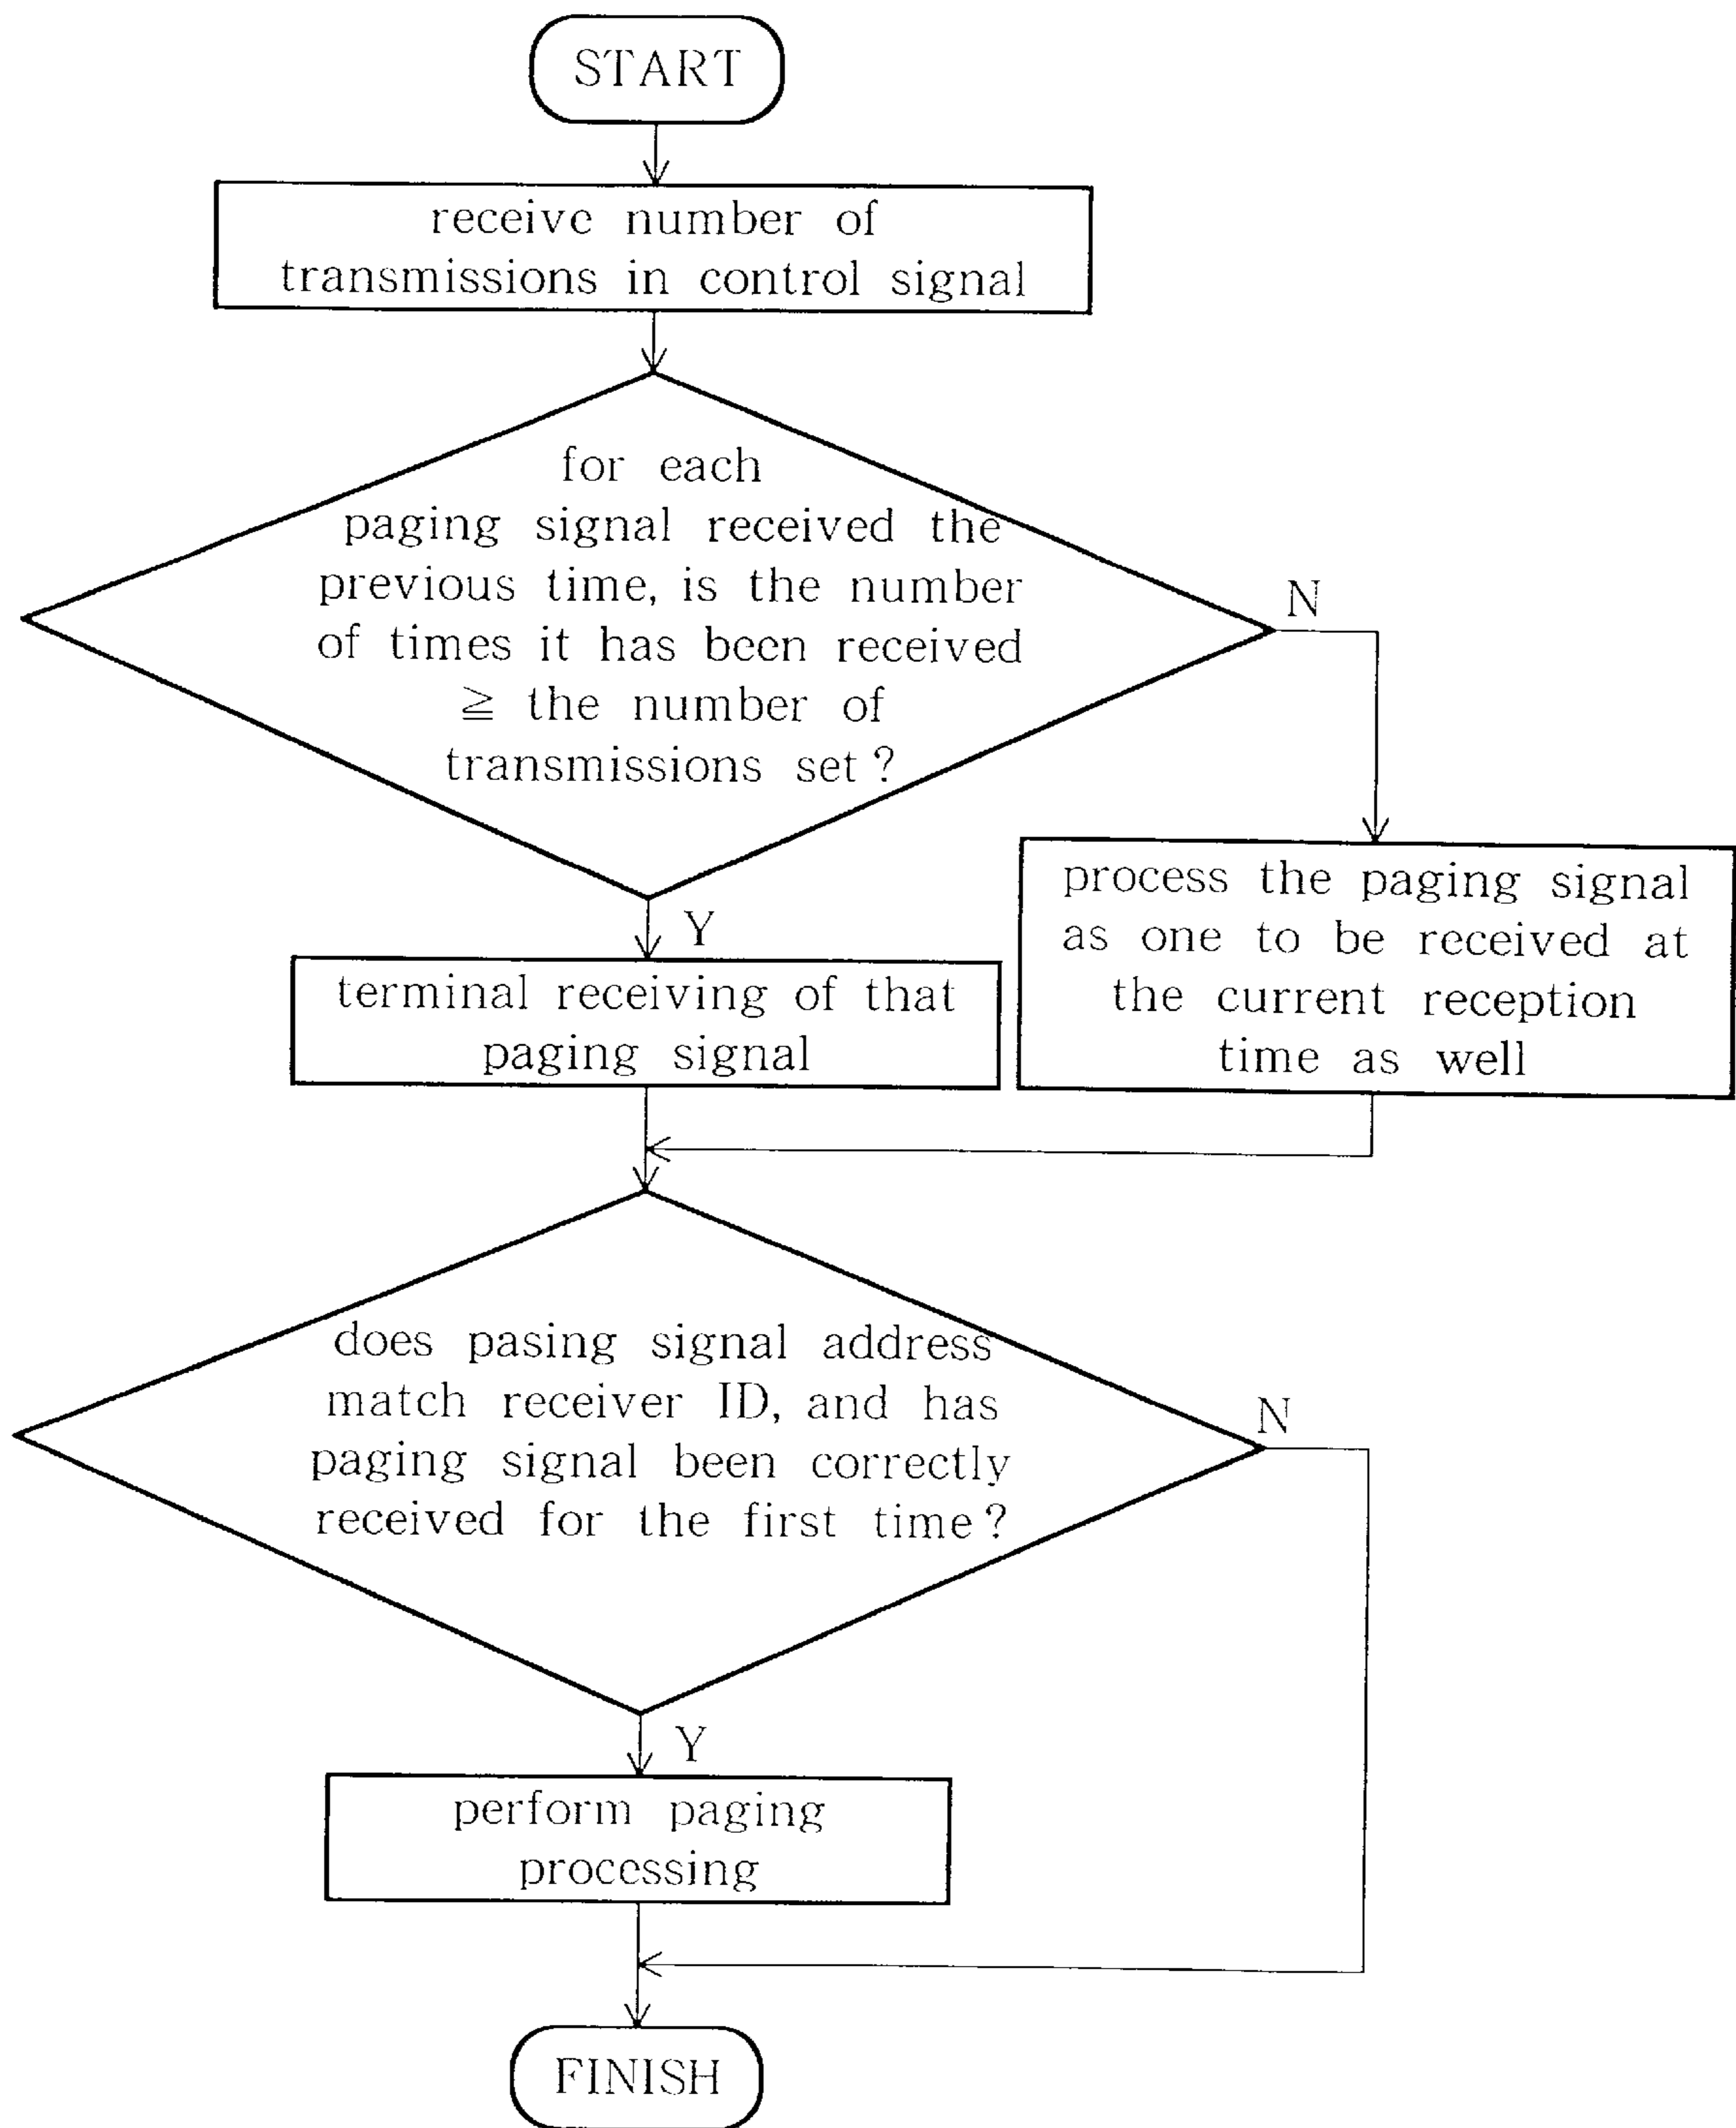 START
receive number of
transmissions in control signal
for each
paging signal received the
previous time, is the number
of times it has been received
≧ the number of
transmissions set?
N
Y
process the paging signal
as one to be received at
the current reception
time as well
terminal receiving of that
paging signal
does pasing signal address
match receiver ID, and has
paging signal been correctly
received for the first time?
N
Y
perform paging
processing
FINISH